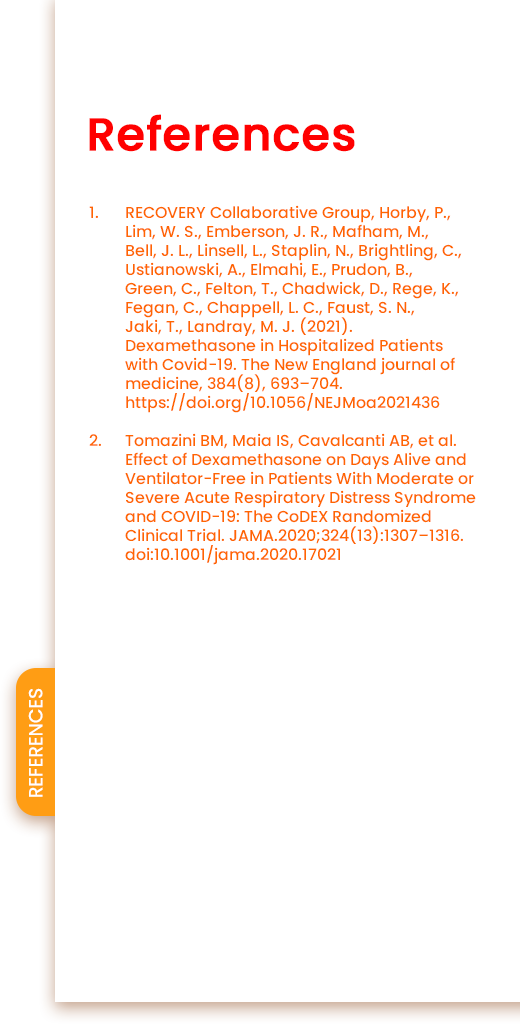 References
1. RECOVERY Collaborative Group, Horby, P.,
Lim, W. S., Emberson, J. R., Mafham, M.,
Bell, J. L., Linsell, L., Staplin, N., Brightling, C.,
Ustianowski, A., Elmahi, E., Prudon, B.,
Green, C., Felton, T., Chadwick, D., Rege, K.,
Fegan, C., Chappell, L. C., Faust, S. N.,
Jaki, T., Landray, M. J. (2021).
Dexamethasone in Hospitalized Patients
with Covid-19. The New England journal of
medicine, 384(8), 693–704.
https://doi.org/10.1056/NEJMoa2021436
2. Tomazini BM, Maia IS, Cavalcanti AB, et al.
Effect of Dexamethasone on Days Alive and
Ventilator-Free in Patients With Moderate or
Severe Acute Respiratory Distress Syndrome
and COVID-19: The CoDEX Randomized
Clinical Trial. JAMA.2020;324(13):1307–1316.
doi:10.1001/jama.2020.17021
REFERENCES